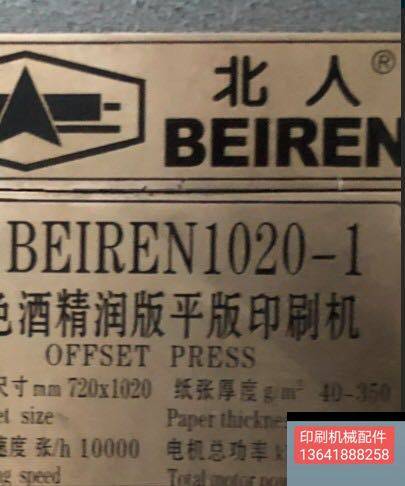 北人®
BEIREN
BEIREN1020-1
色酒精润版平版印刷机
OFFSET PRESS
尺寸 mm 720x1020 纸张厚度 g/m² 40-350
et size Paper thickne
速度 张/h 10000 电机总功率 k
ng speed Total motor pow
印刷机械配件
13641888258